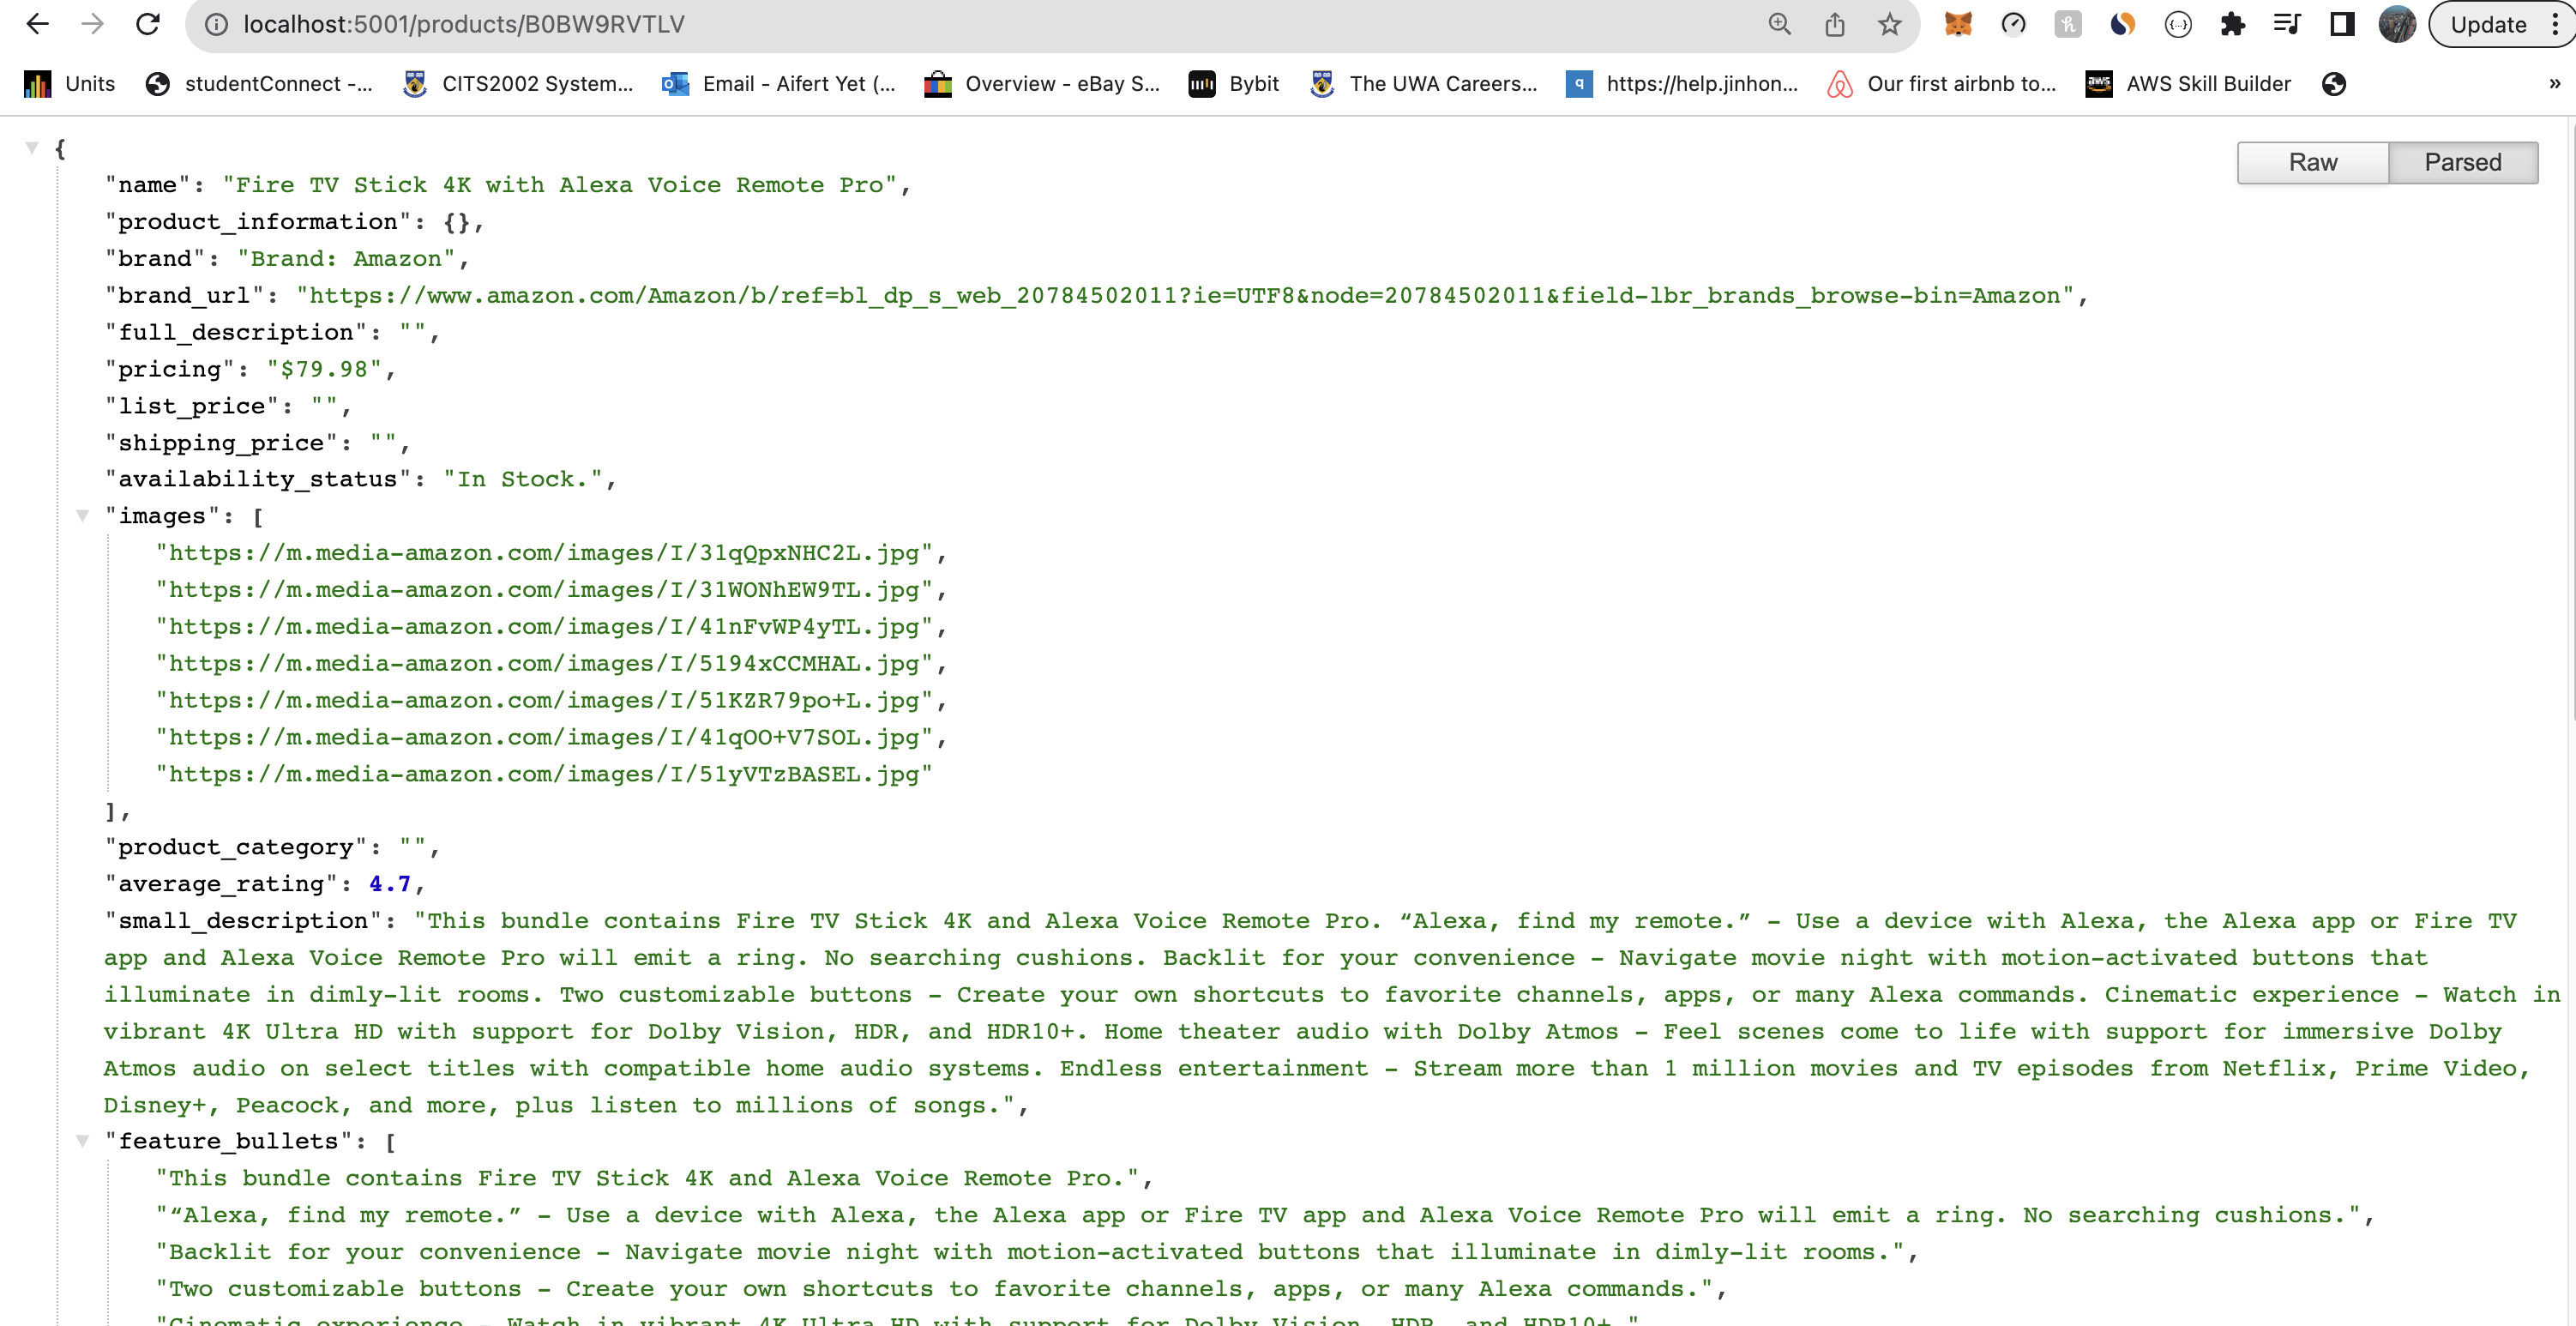 localhost:5001/products/B0BW9RVTLV
Update
Units studentConnect -... CITS2002 System... Email - Aifert Yet (... Overview - eBay S... Bybit The UWA Careers... https://help.jinhon... Our first airbnb to... AWS Skill Builder »
Raw Parsed
{
"name": "Fire TV Stick 4K with Alexa Voice Remote Pro",
"product_information": {},
"brand": "Brand: Amazon",
"brand_url": "https://www.amazon.com/Amazon/b/ref=bl_dp_s_web_20784502011?ie=UTF8&node=20784502011&field-lbr_brands_browse-bin=Amazon",
"full_description": "",
"pricing": "$79.98",
"list_price": "",
"shipping_price": "",
"availability_status": "In Stock.",
"images": [
"https://m.media-amazon.com/images/I/31qQpxNHC2L.jpg",
"https://m.media-amazon.com/images/I/31WONhEW9TL.jpg",
"https://m.media-amazon.com/images/I/41nFvWP4yTL.jpg",
"https://m.media-amazon.com/images/I/5194xCCMHAL.jpg",
"https://m.media-amazon.com/images/I/51KZR79po+L.jpg",
"https://m.media-amazon.com/images/I/41qOO+V7SOL.jpg",
"https://m.media-amazon.com/images/I/51yVTzBASEL.jpg"
],
"product_category": "",
"average_rating": 4.7,
"small_description": "This bundle contains Fire TV Stick 4K and Alexa Voice Remote Pro. “Alexa, find my remote.” – Use a device with Alexa, the Alexa app or Fire TV
app and Alexa Voice Remote Pro will emit a ring. No searching cushions. Backlit for your convenience – Navigate movie night with motion-activated buttons that
illuminate in dimly-lit rooms. Two customizable buttons – Create your own shortcuts to favorite channels, apps, or many Alexa commands. Cinematic experience – Watch in
vibrant 4K Ultra HD with support for Dolby Vision, HDR, and HDR10+. Home theater audio with Dolby Atmos – Feel scenes come to life with support for immersive Dolby
Atmos audio on select titles with compatible home audio systems. Endless entertainment – Stream more than 1 million movies and TV episodes from Netflix, Prime Video,
Disney+, Peacock, and more, plus listen to millions of songs.",
"feature_bullets": [
"This bundle contains Fire TV Stick 4K and Alexa Voice Remote Pro.",
"“Alexa, find my remote.” – Use a device with Alexa, the Alexa app or Fire TV app and Alexa Voice Remote Pro will emit a ring. No searching cushions.",
"Backlit for your convenience – Navigate movie night with motion-activated buttons that illuminate in dimly-lit rooms.",
"Two customizable buttons – Create your own shortcuts to favorite channels, apps, or many Alexa commands.",
"Cinematic experience – Watch in vibrant 4K Ultra HD with support for Dolby Vision, HDR, and HDR10+."